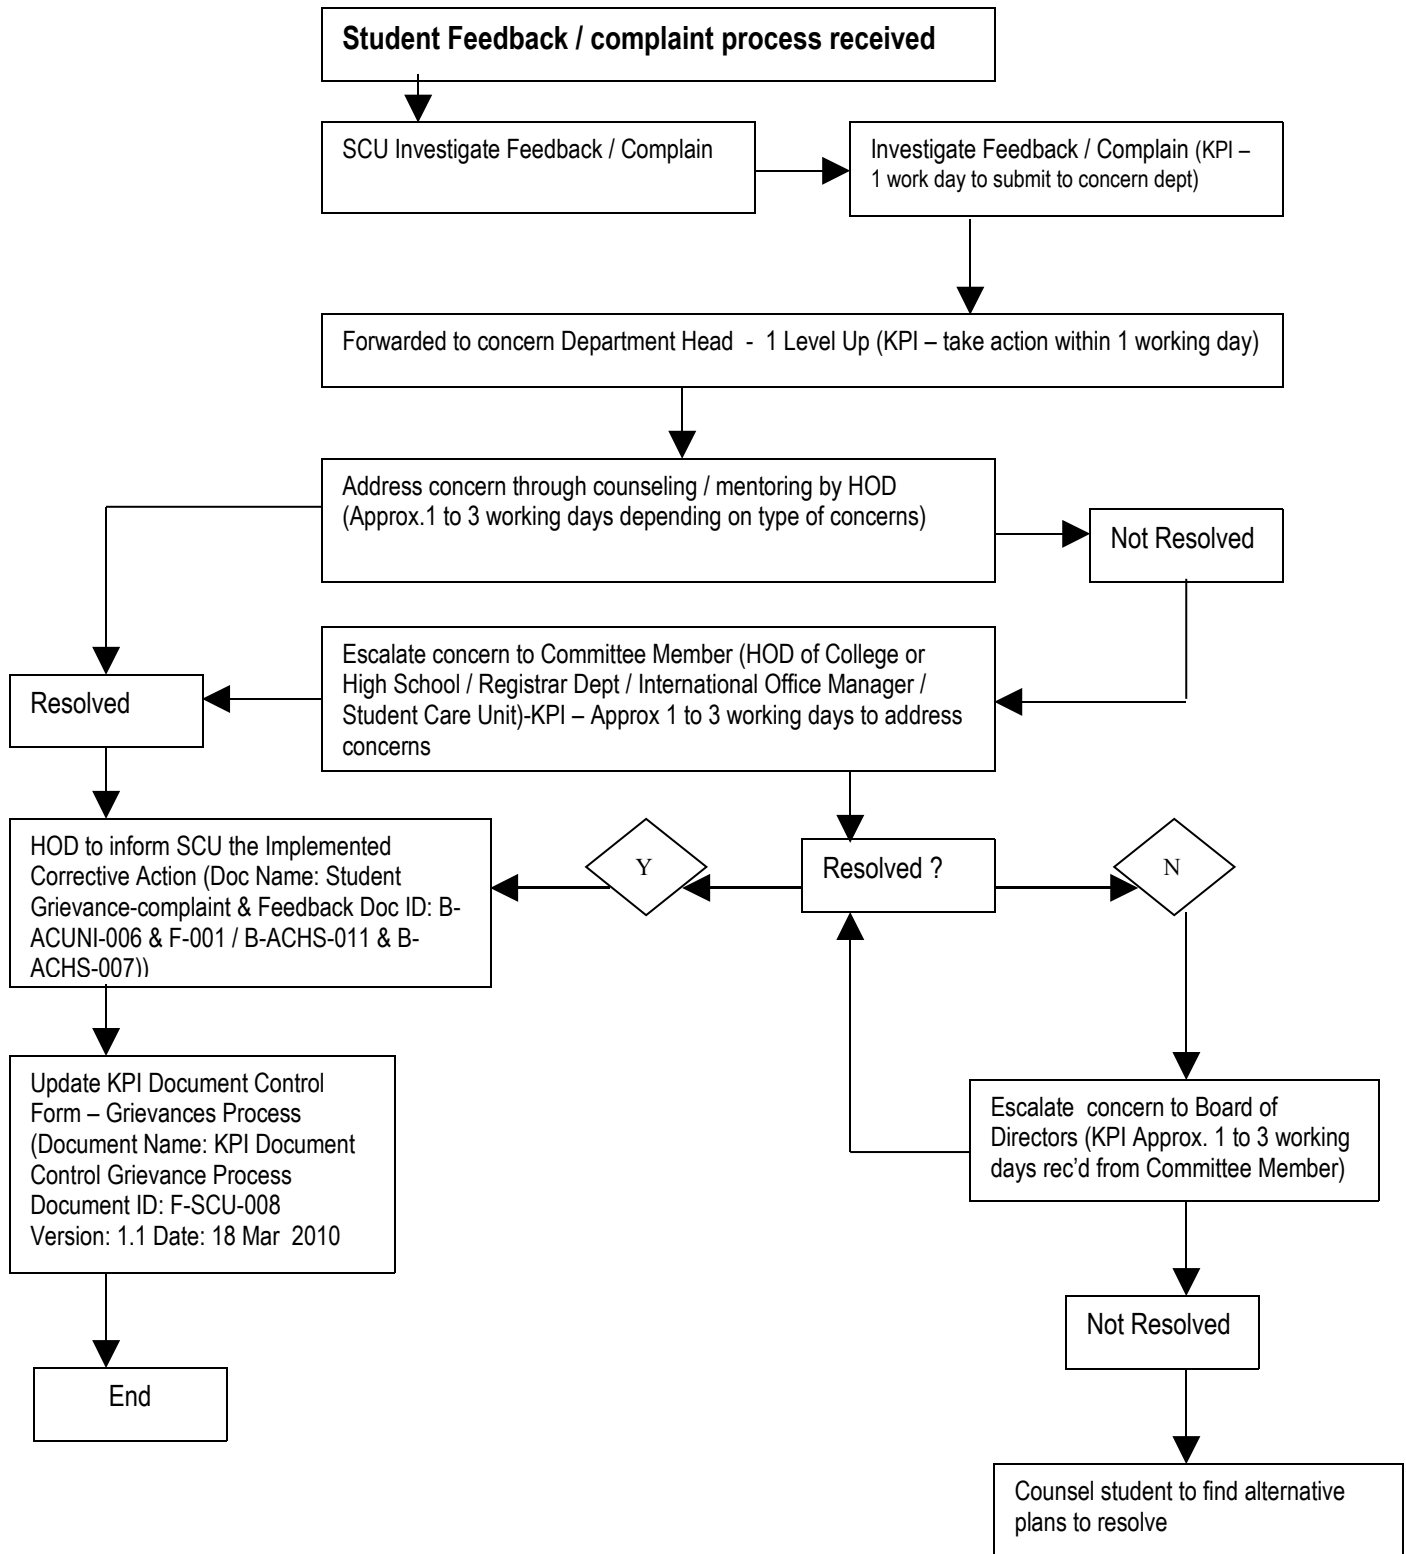 Student Feedback / complaint process received
SCU Investigate Feedback / Complain
Investigate Feedback / Complain (KPI –
1 work day to submit to concern dept)
Forwarded to concern Department Head - 1 Level Up (KPI – take action within 1 working day)
Address concern through counseling / mentoring by HOD
(Approx.1 to 3 working days depending on type of concerns)
Not Resolved
Escalate concern to Committee Member (HOD of College or
High School / Registrar Dept / International Office Manager /
Student Care Unit)-KPI – Approx 1 to 3 working days to address
concerns
Resolved
HOD to inform SCU the Implemented
Corrective Action (Doc Name: Student
Grievance-complaint & Feedback Doc ID: B-
ACUNI-006 & F-001 / B-ACHS-011 & B-
ACHS-007))
Y
Resolved ?
N
Update KPI Document Control
Form – Grievances Process
(Document Name: KPI Document
Control Grievance Process
Document ID: F-SCU-008
Version: 1.1 Date: 18 Mar 2010
Escalate concern to Board of
Directors (KPI Approx. 1 to 3 working
days rec’d from Committee Member)
Not Resolved
End
Counsel student to find alternative
plans to resolve